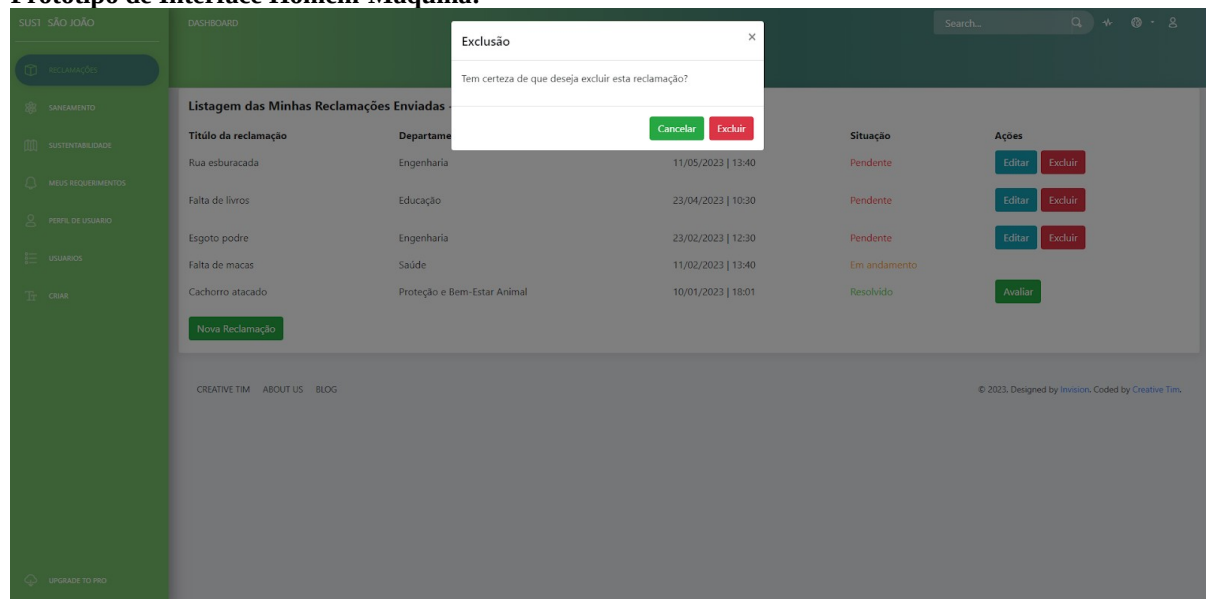 Protótipo de Interface Homem-Máquina:
SUST SÃO JOÃO
DASHBOARD
Search...
RECLAMAÇÕES
SANEAMENTO
SUSTENTABILIDADE
MEUS REQUERIMENTOS
PERFIL DE USUARIO
USUARIOS
CRIAR
UPGRADE TO PRO
Exclusão ×
Tem certeza de que deseja excluir esta reclamação?
Cancelar Excluir
Listagem das Minhas Reclamações Enviadas -
Titúlo da reclamação Departame Situação Ações
Rua esburacada Engenharia 11/05/2023 | 13:40 Pendente Editar Excluir
Falta de livros Educação 23/04/2023 | 10:30 Pendente Editar Excluir
Esgoto podre Engenharia 23/02/2023 | 12:30 Pendente Editar Excluir
Falta de macas Saúde 11/02/2023 | 13:40 Em andamento
Cachorro atacado Proteção e Bem-Estar Animal 10/01/2023 | 18:01 Resolvido Avaliar
Nova Reclamação
CREATIVE TIM ABOUT US BLOG © 2023. Designed by Invision. Coded by Creative Tim.